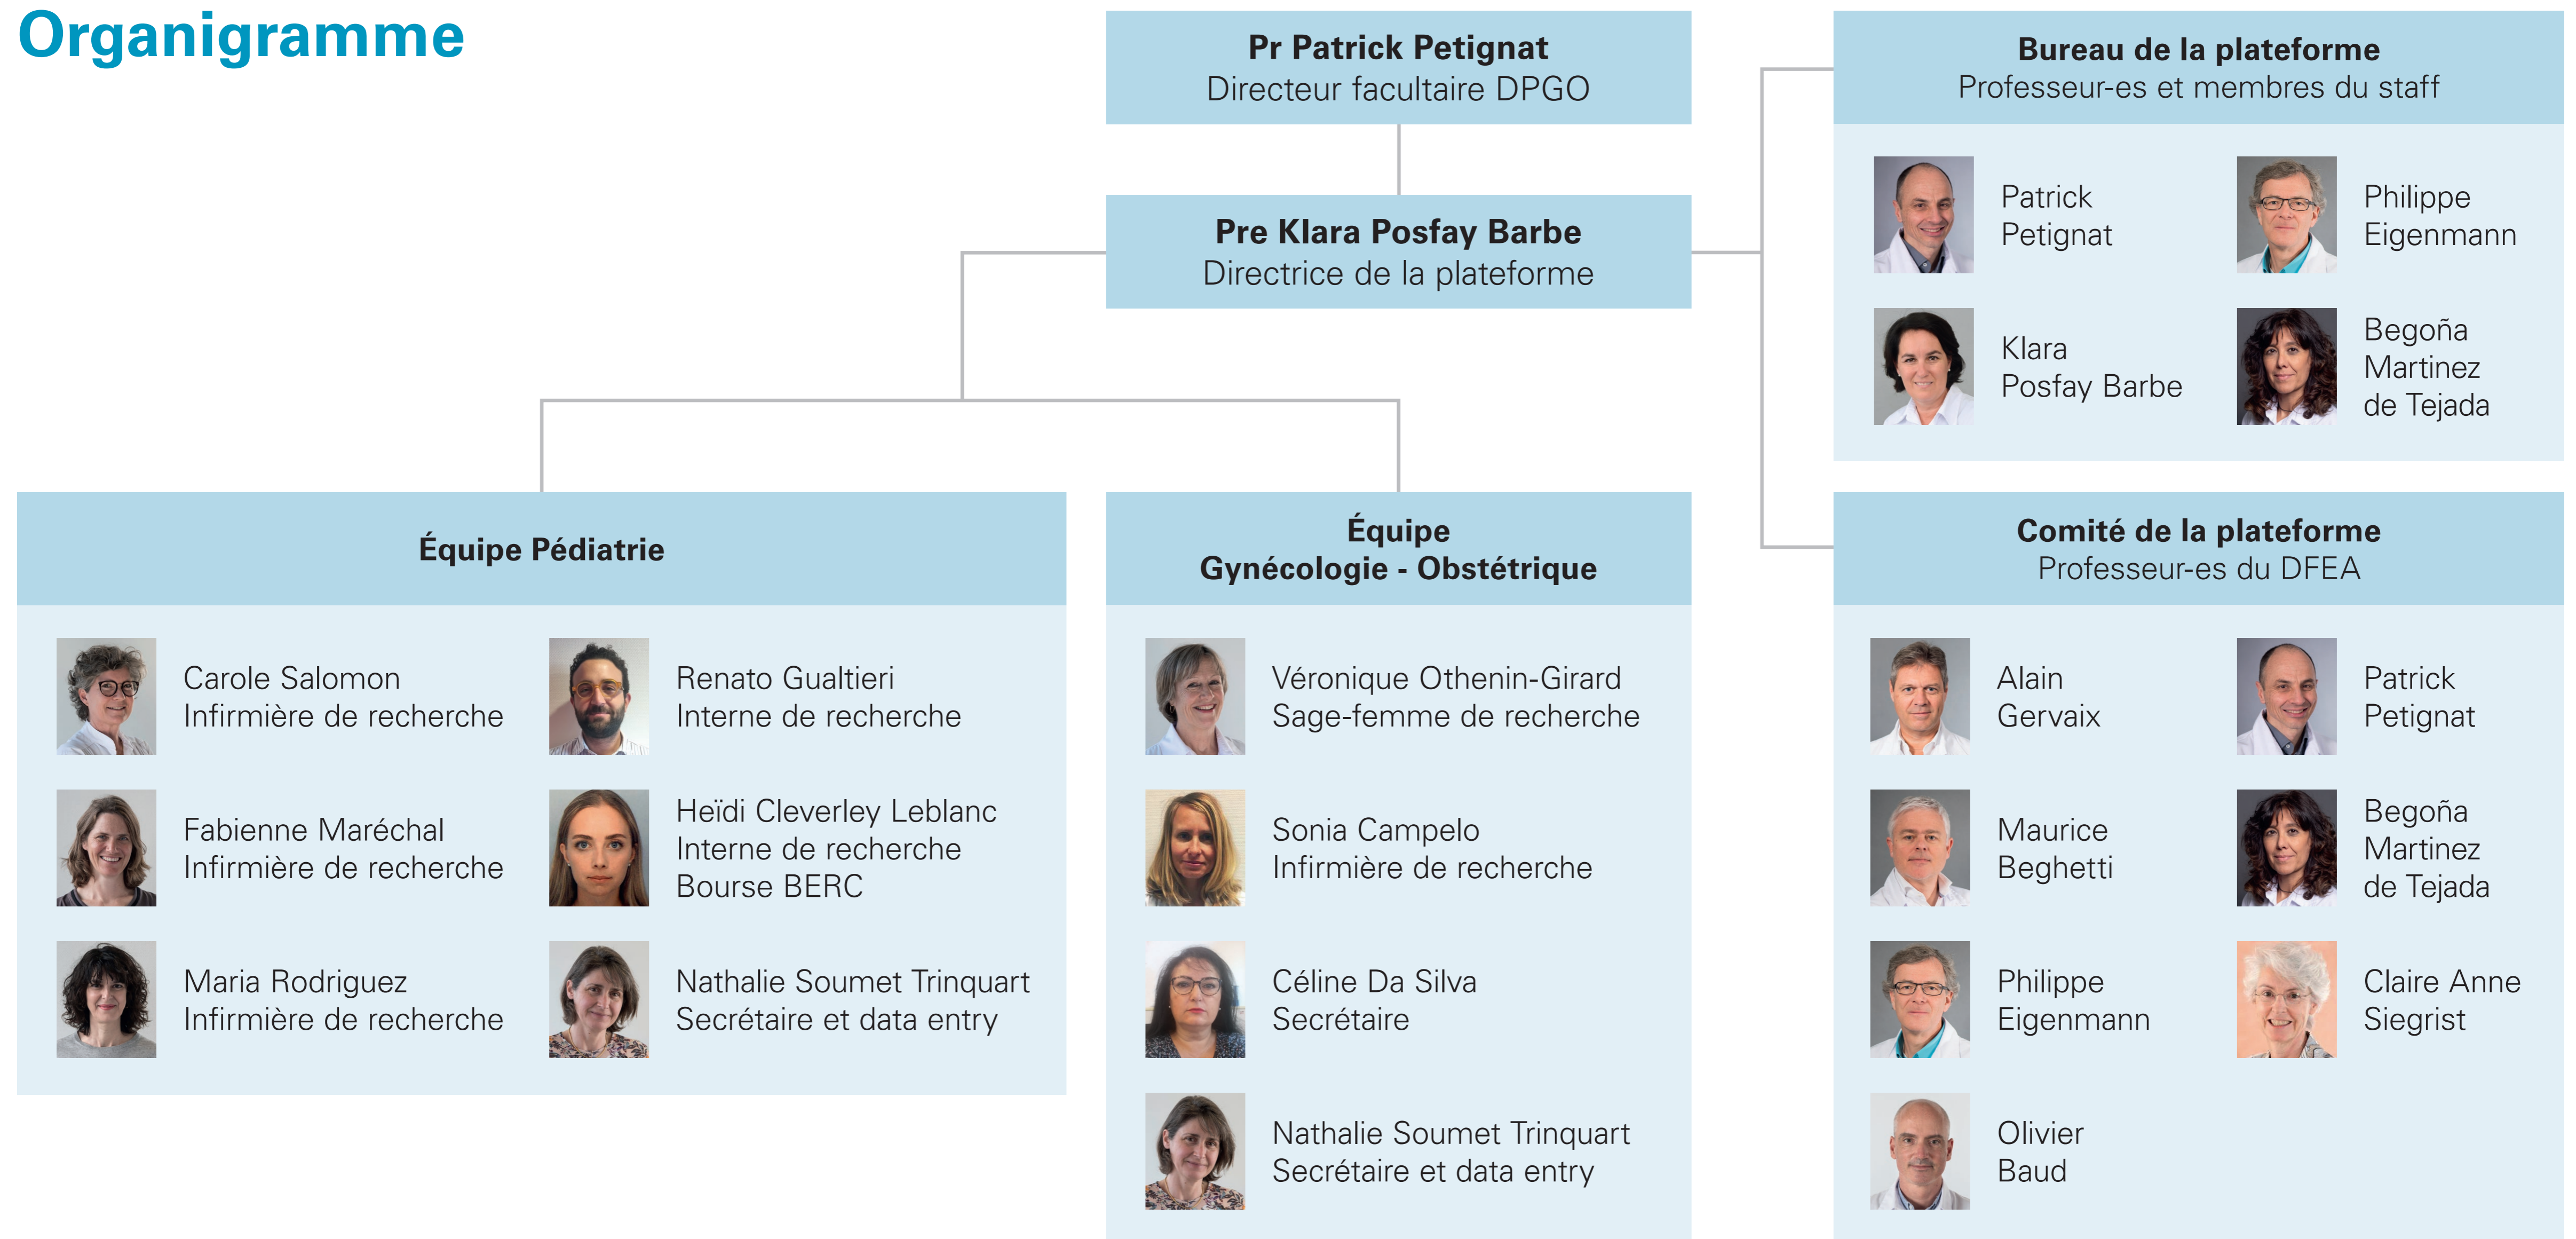 Organigramme
Pr Patrick Petignat
Directeur facultaire DPGO
Pre Klara Posfay Barbe
Directrice de la plateforme
Bureau de la plateforme
Professeur-es et membres du staff
Patrick
Petignat
Philippe
Eigenmann
Klara
Posfay Barbe
Begoña
Martinez
de Tejada
Équipe Pédiatrie
Carole Salomon
Infirmière de recherche
Renato Gualtieri
Interne de recherche
Fabienne Maréchal
Infirmière de recherche
Heïdi Cleverley Leblanc
Interne de recherche
Bourse BERC
Maria Rodriguez
Infirmière de recherche
Nathalie Soumet Trinquart
Secrétaire et data entry
Équipe
Gynécologie - Obstétrique
Véronique Othenin-Girard
Sage-femme de recherche
Sonia Campelo
Infirmière de recherche
Céline Da Silva
Secrétaire
Nathalie Soumet Trinquart
Secrétaire et data entry
Comité de la plateforme
Professeur-es du DFEA
Alain
Gervaix
Patrick
Petignat
Maurice
Beghetti
Begoña
Martinez
de Tejada
Philippe
Eigenmann
Claire Anne
Siegrist
Olivier
Baud